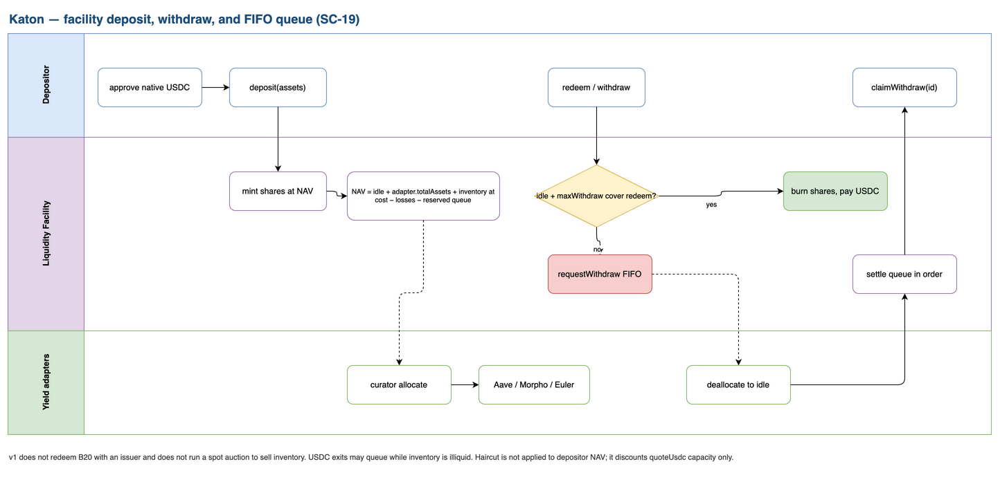 Katon — facility deposit, withdraw, and FIFO queue (SC-19)
Depositor
approve native USDC
deposit(assets)
redeem / withdraw
claimWithdraw(id)
Liquidity Facility
mint shares at NAV
NAV = idle + adapter.totalAssets + inventory at
cost − losses − reserved queue
idle + maxWithdraw cover redeem?
yes
burn shares, pay USDC
no
requestWithdraw FIFO
settle queue in order
Yield adapters
curator allocate
Aave / Morpho / Euler
deallocate to idle
v1 does not redeem B20 with an issuer and does not run a spot auction to sell inventory. USDC exits may queue while inventory is illiquid. Haircut is not applied to depositor NAV; it discounts quoteUsdc capacity only.